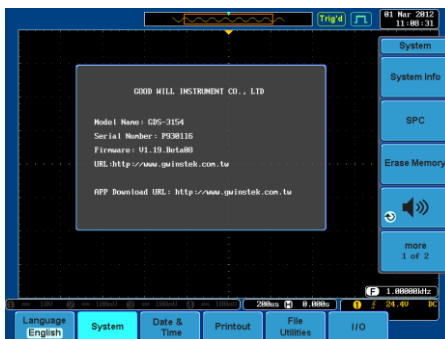 Trig'd
01 Mar 2012
11:08:31
System
GOOD WILL INSTRUMENT CO., LTD
Model Name: GDS-3154
Serial Number: P930116
Firmware: V1.19.Beta08
URL:http://www.gwinstek.com.tw
APP Download URL: http://www.gwinstek.com.tw
System Info
SPC
Erase Memory
more
1 of 2
F 1.00000kHz
200us H 0.000s
1 24.4V DC
Language
English
System
Date &
Time
Printout
File
Utilities
I/O